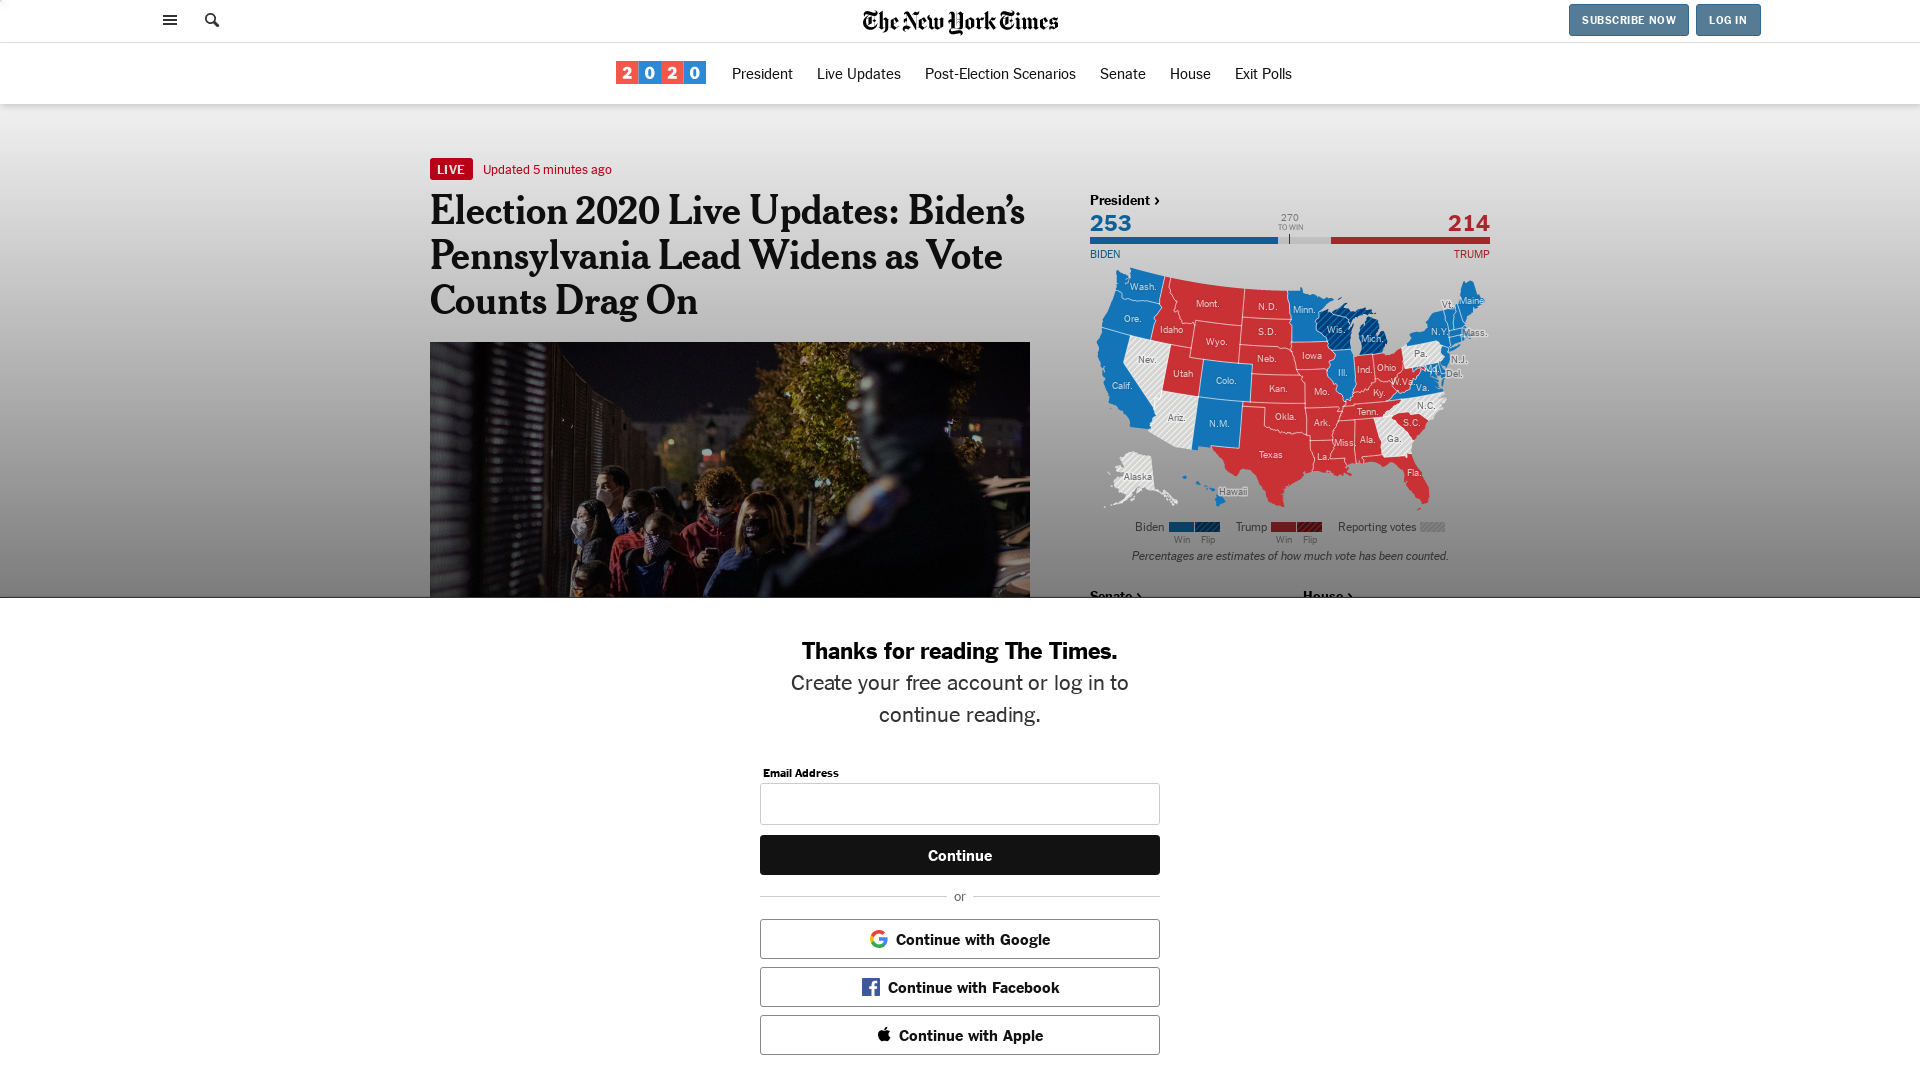 The New York Times
SUBSCRIBE NOW
LOG IN
2020
President
Live Updates
Post-Election Scenarios
Senate
House
Exit Polls
LIVE
Updated 5 minutes ago
Election 2020 Live Updates: Biden’s
Pennsylvania Lead Widens as Vote
Counts Drag On
President ›
253
270
TO WIN
214
BIDEN
TRUMP
Wash.
Mont.
N.D.
Minn.
Vt.
Maine
Ore.
Idaho
S.D.
Wis.
Mich.
N.Y.
Mass.
Wyo.
Nev.
Neb.
Iowa
Pa.
N.J.
Utah
Colo.
Ill.
Ind.
Ohio
Md.
Del.
Calif.
Kan.
Mo.
Ky.
W.Va.
Va.
Ariz.
N.M.
Okla.
Ark.
Tenn.
N.C.
S.C.
Texas
La.
Miss.
Ala.
Ga.
Fla.
Alaska
Hawaii
Biden
Trump
Reporting votes
Win Flip
Win Flip
Percentages are estimates of how much vote has been counted.
Senate ›
House ›
Thanks for reading The Times.
Create your free account or log in to
continue reading.
Email Address
Continue
or
Continue with Google
Continue with Facebook
Continue with Apple